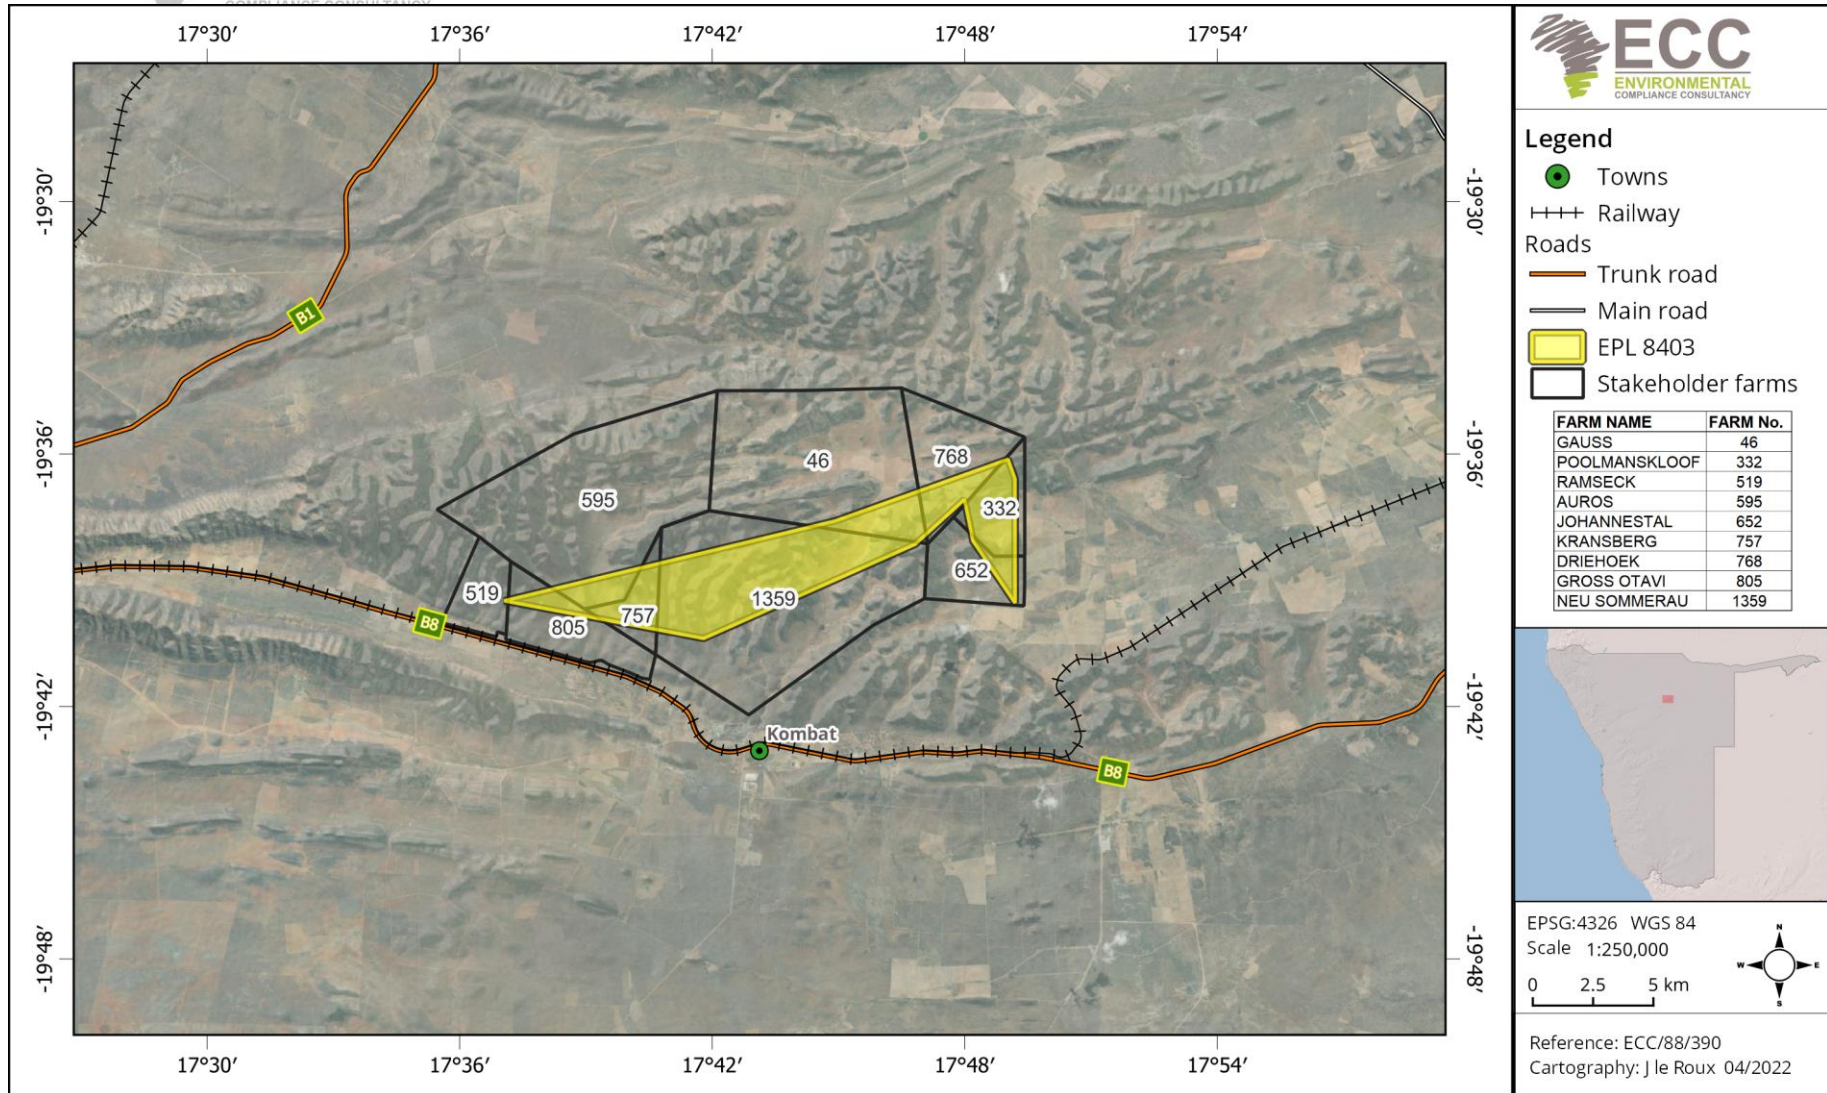 COMPLIANCE CONSULTANCY
17°30′ 17°36′ 17°42′ 17°48′ 17°54′
-19°30′ -19°30′
-19°36′ -19°36′
-19°42′ -19°42′
-19°48′ -19°48′
B1
46
768
595
332
652
519
757
1359
805
B8
Kombat
B8
17°30′ 17°36′ 17°42′ 17°48′ 17°54′
ECC
ENVIRONMENTAL
COMPLIANCE CONSULTANCY
Legend
Towns
Railway
Roads
Trunk road
Main road
EPL 8403
Stakeholder farms
FARM NAME FARM No.
GAUSS 46
POOLMANSKLOOF 332
RAMSECK 519
AUROS 595
JOHANNESTAL 652
KRANSBERG 757
DRIEHOEK 768
GROSS OTAVI 805
NEU SOMMERAU 1359
EPSG:4326 WGS 84
Scale 1:250,000
0 2.5 5 km
N
W E
S
Reference: ECC/88/390
Cartography: J le Roux 04/2022